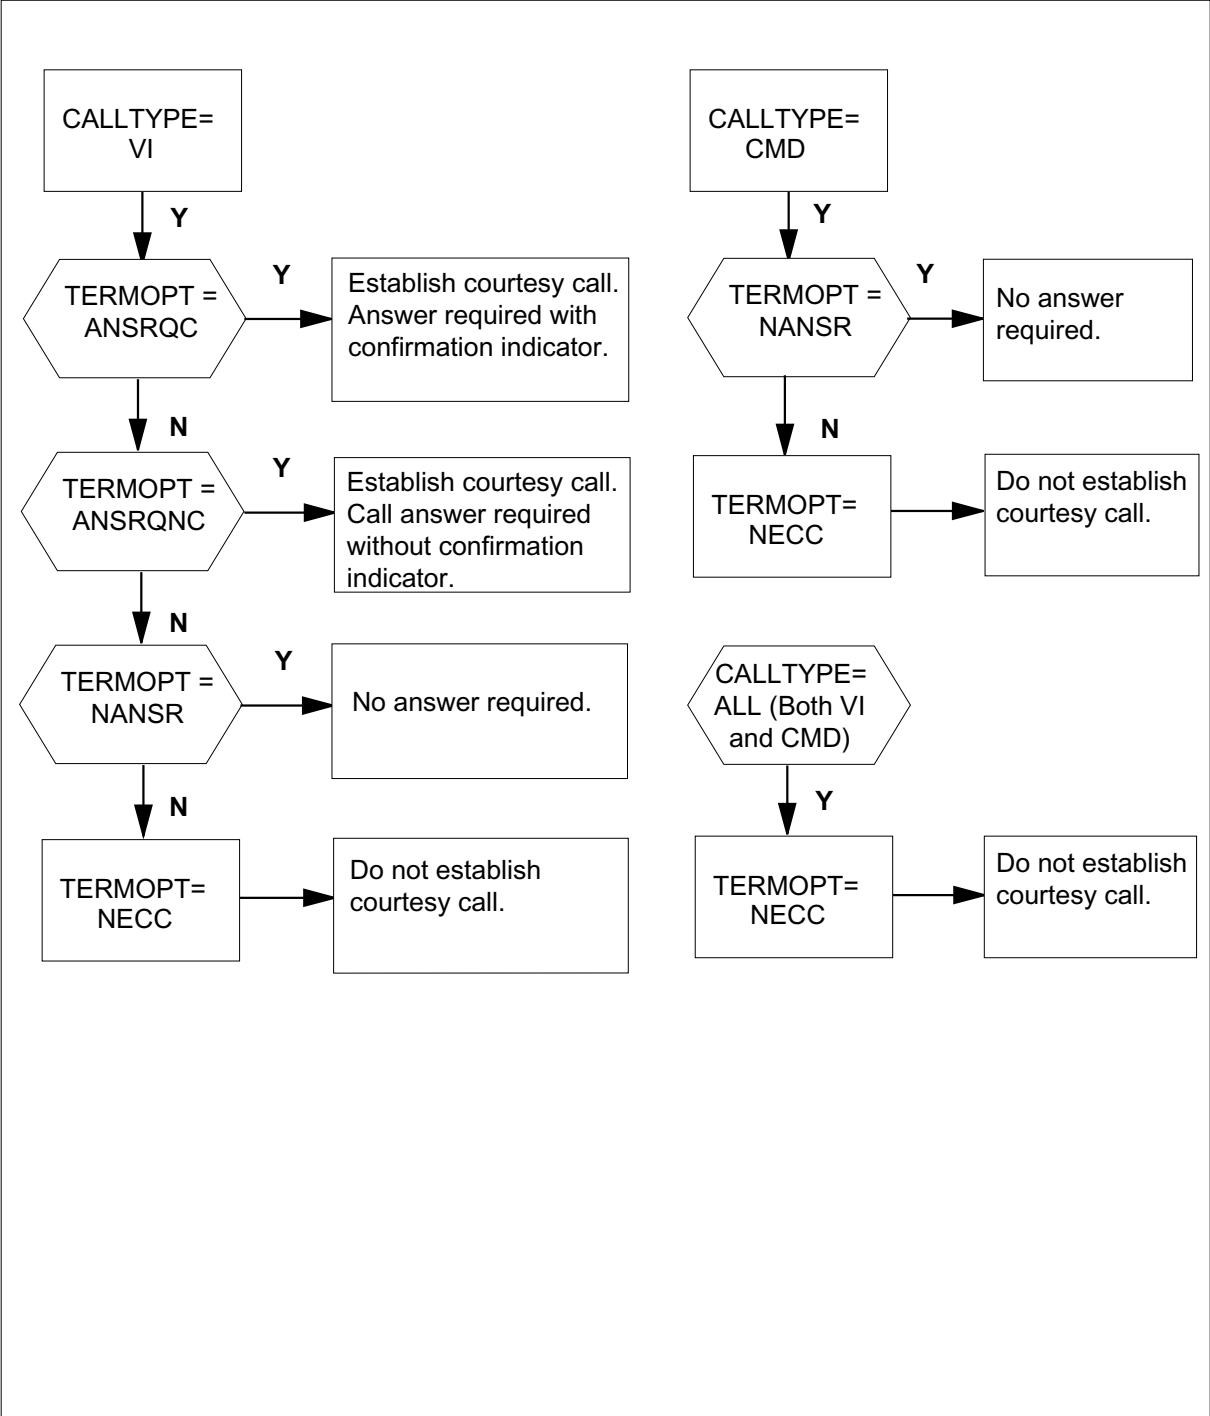 CALLTYPE=
VI
Y
TERMOPT =
ANSRQC
Y
Establish courtesy call.
Answer required with
confirmation indicator.
N
TERMOPT =
ANSRQNC
Y
Establish courtesy call.
Call answer required
without confirmation
indicator.
N
TERMOPT =
NANSR
Y
No answer required.
N
TERMOPT=
NECC
Do not establish
courtesy call.
CALLTYPE=
CMD
Y
TERMOPT =
NANSR
Y
No answer
required.
N
TERMOPT=
NECC
Do not establish
courtesy call.
CALLTYPE=
ALL (Both VI
and CMD)
Y
TERMOPT=
NECC
Do not establish
courtesy call.